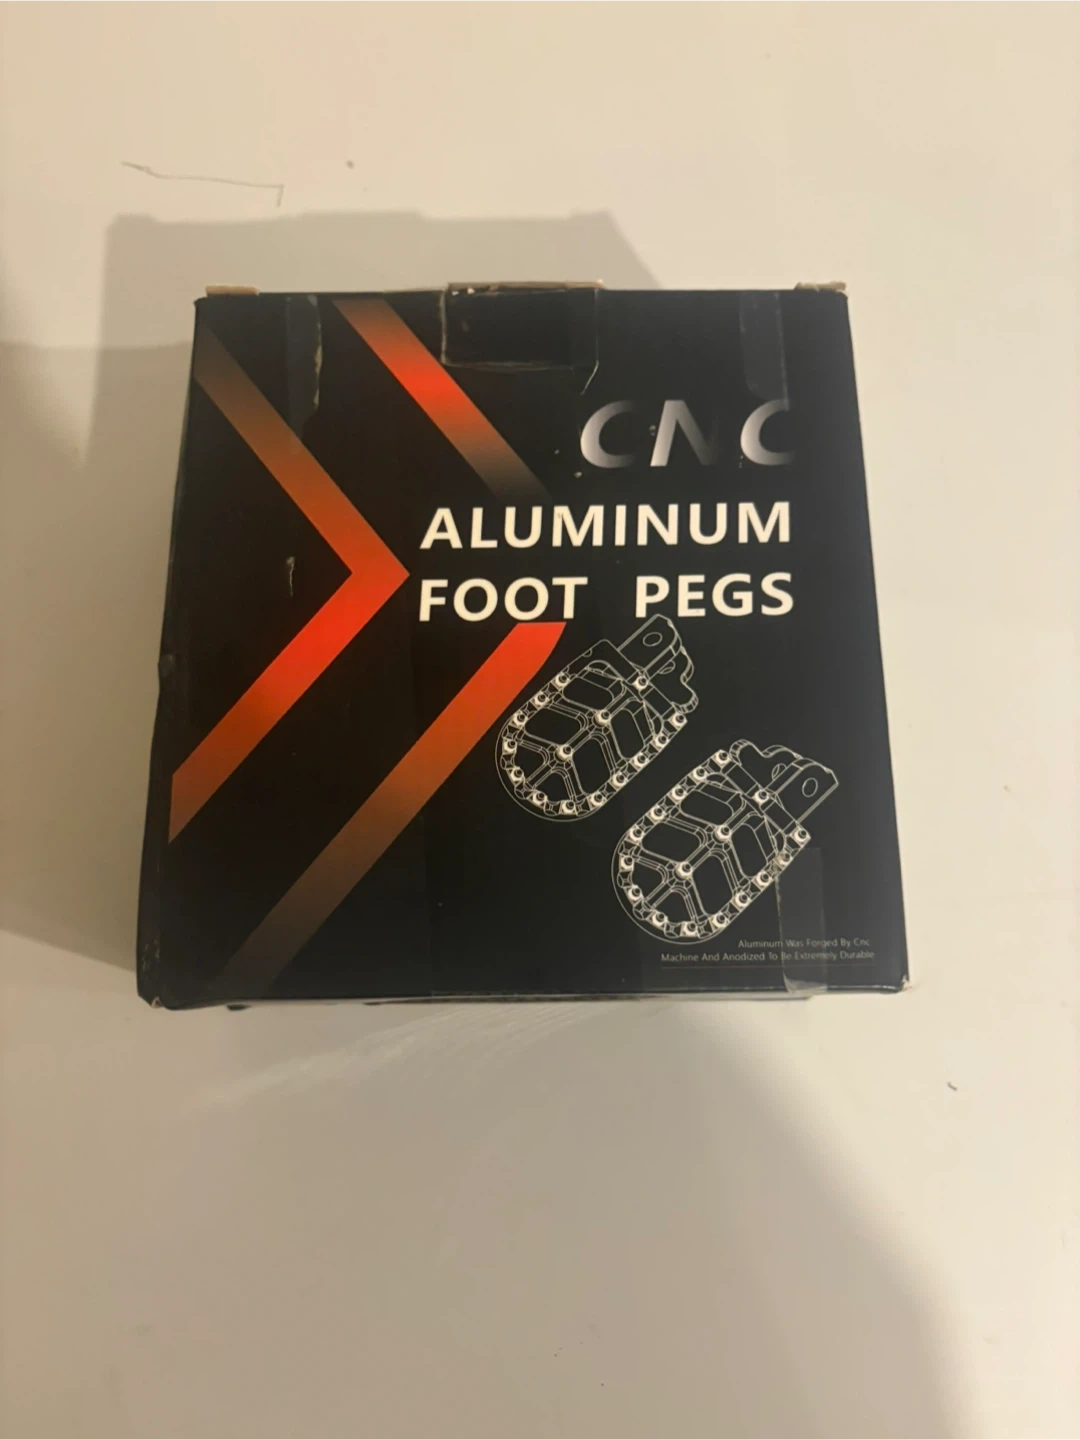 CNC
ALUMINUM
FOOT PEGS
Aluminum Was Forged By Cnc
Machine And Anodized To Be Extremely Durable